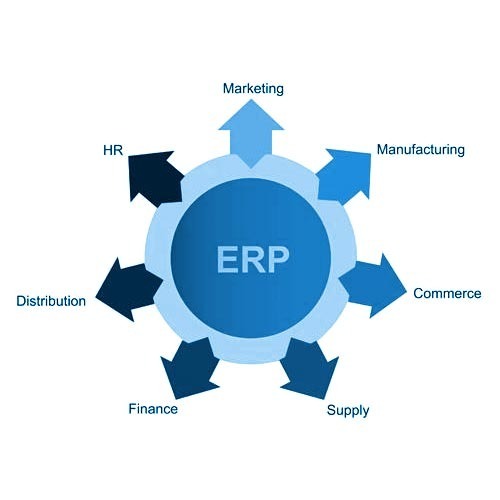 Marketing
HR
Manufacturing
ERP
Distribution
Commerce
Finance
Supply